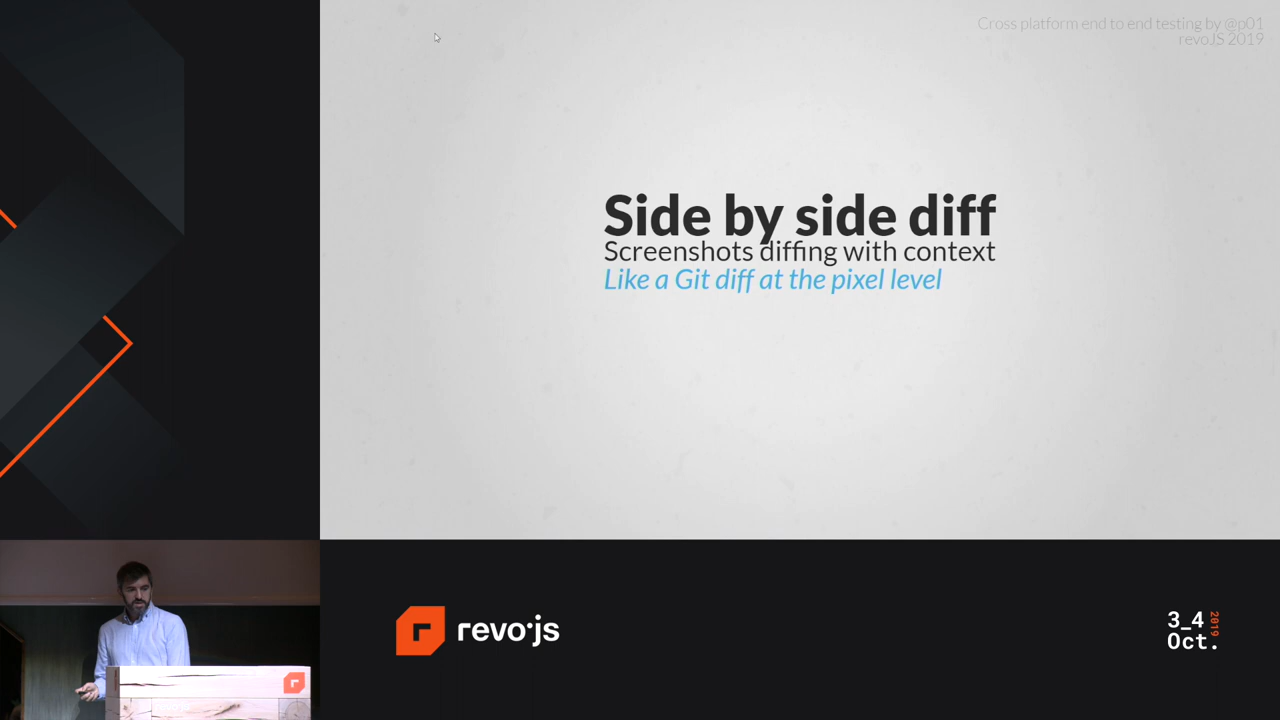 Cross platform end to end testing by @p01
revoJS 2019
Side by side diff
Screenshots diffing with context
Like a Git diff at the pixel level
r revo·js
3_4 2019
Oct.